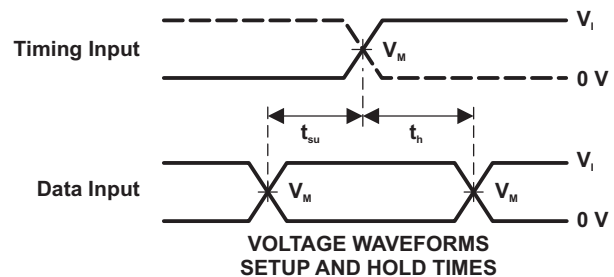 V_I
Timing Input
V_M
0 V
t_su
t_h
V_I
Data Input
V_M
V_M
0 V
VOLTAGE WAVEFORMS
SETUP AND HOLD TIMES